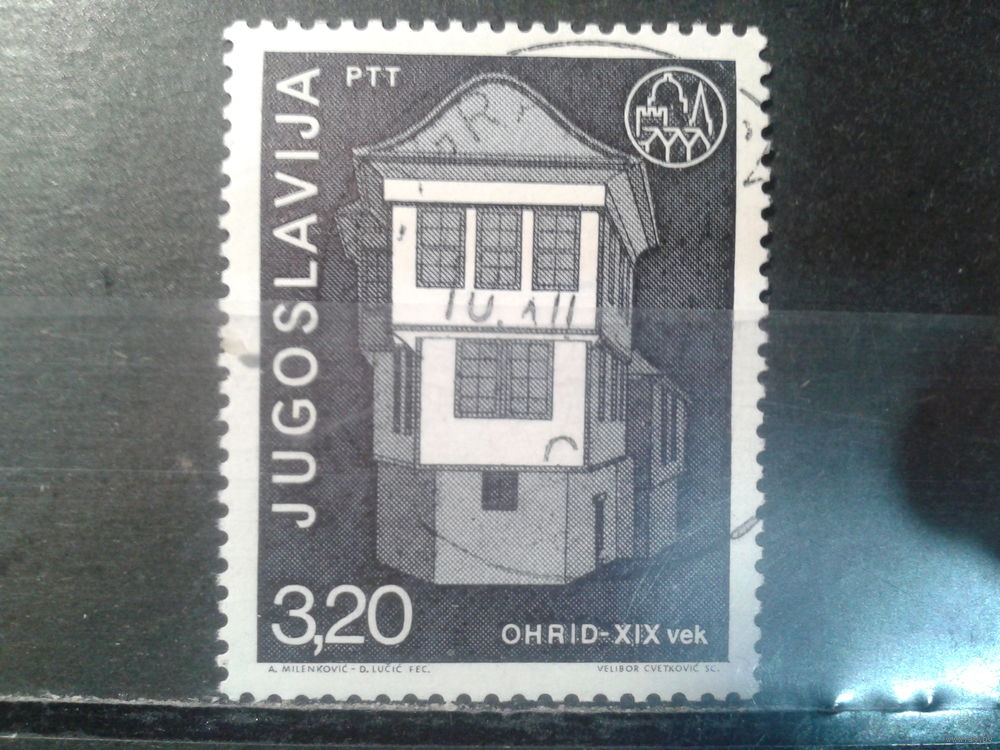 PTT
JUGOSLAVIJA
3,20
OHRID-XIX vek
A. MILENKOVIĆ - D. LUČIĆ FEC.
VELIBOR CVETKOVIĆ SC.